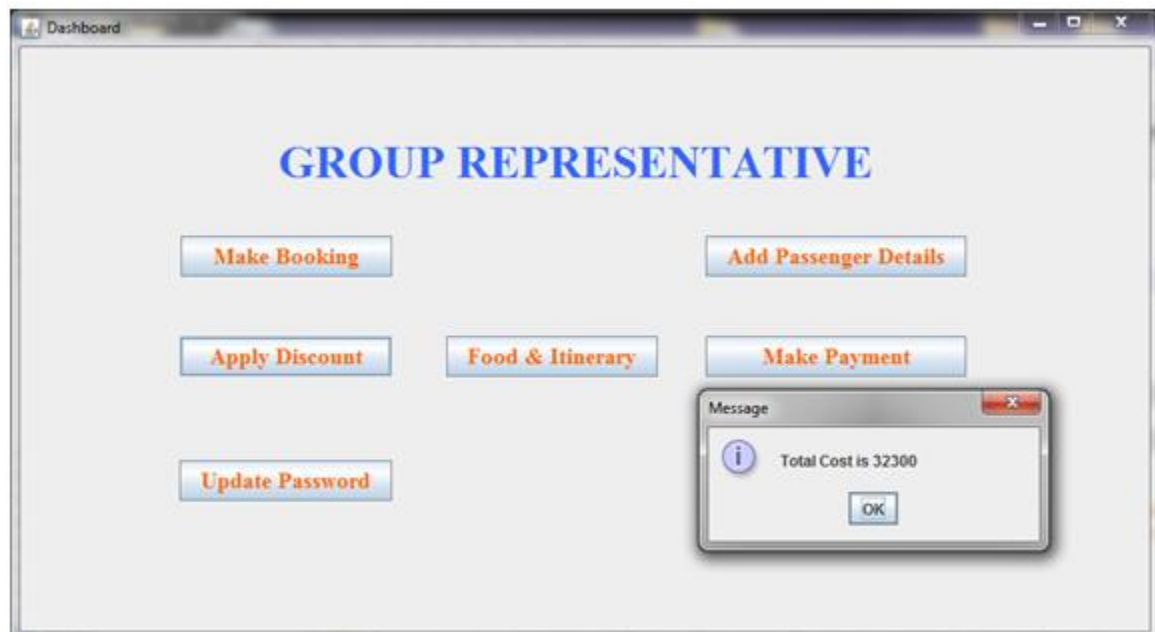 Dashboard
GROUP REPRESENTATIVE
Make Booking
Add Passenger Details
Apply Discount
Food & Itinerary
Make Payment
Message
Total Cost is 32300
OK
Update Password